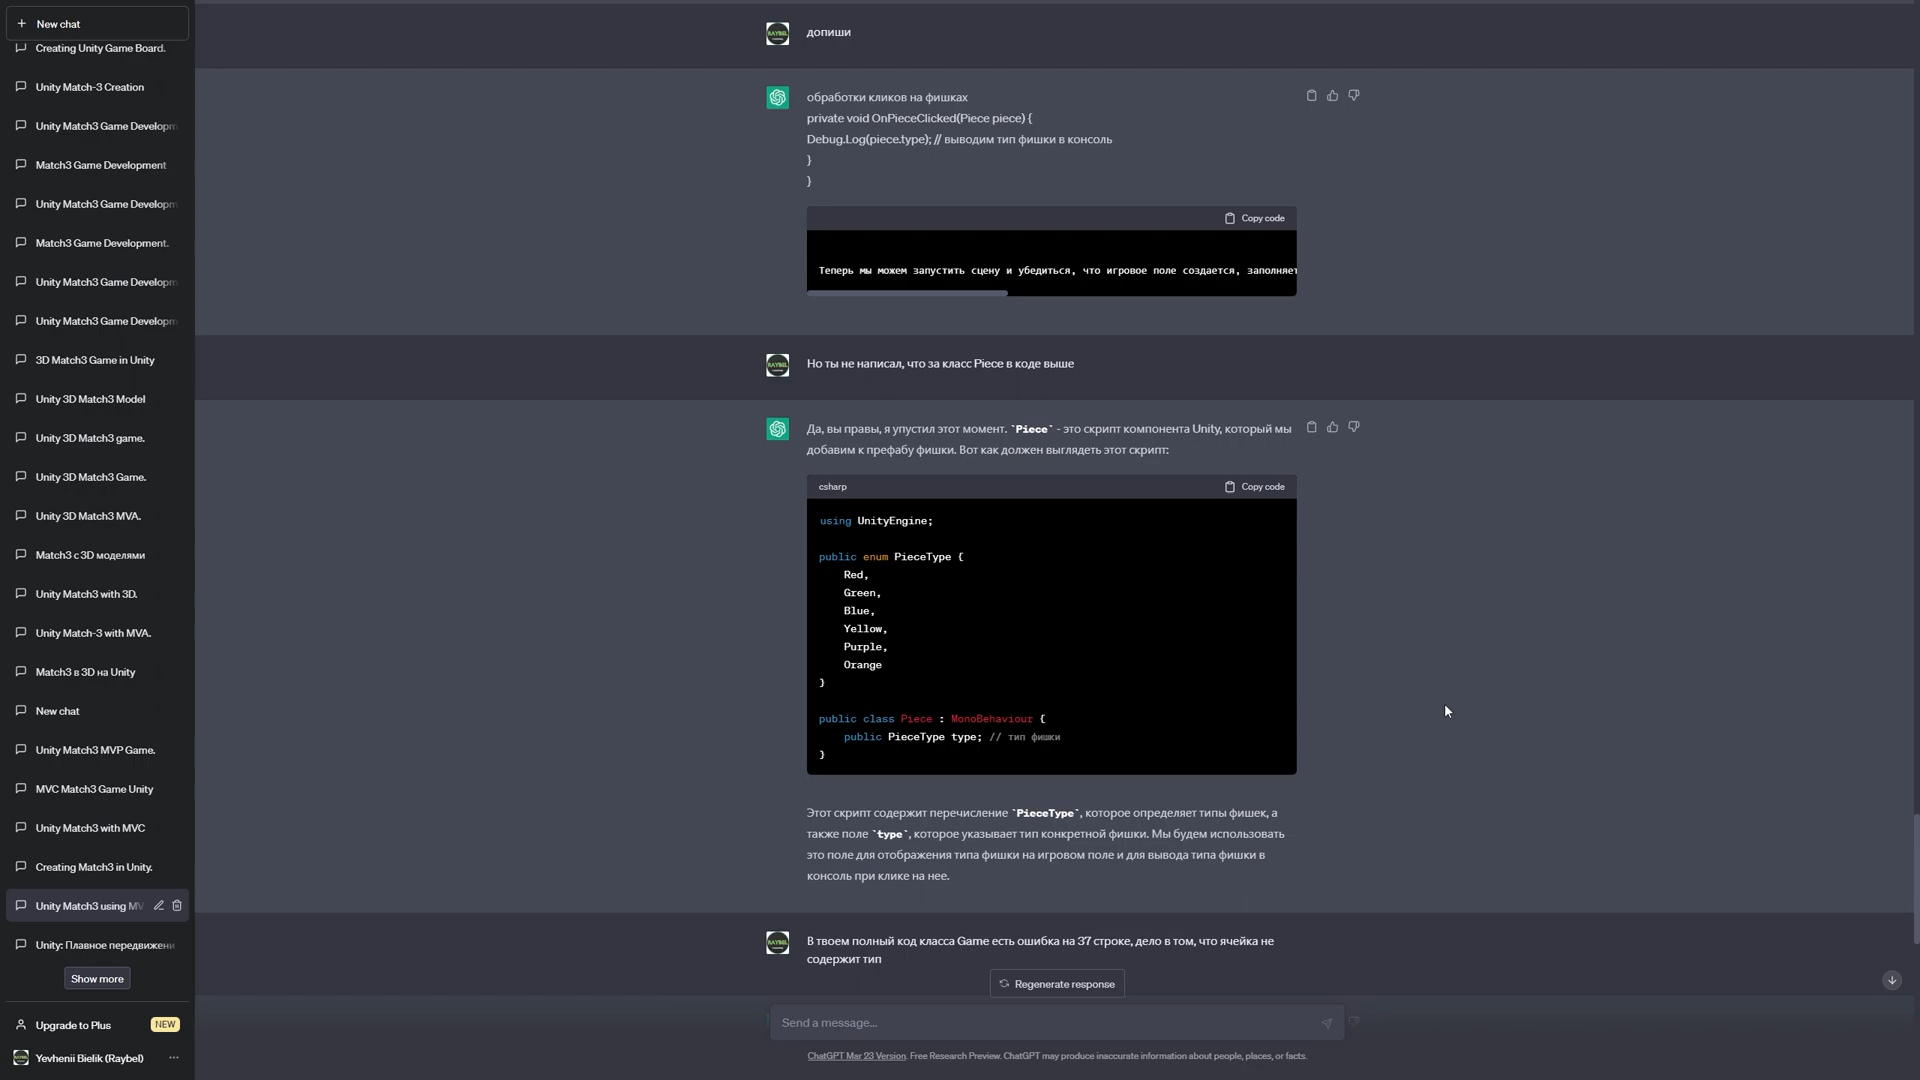 New chat
Creating Unity Game Board.
Unity Match-3 Creation
Unity Match3 Game Developm
Match3 Game Development
Unity Match3 Game Developm
Match3 Game Development.
Unity Match3 Game Developm
Unity Match3 Game Developm
3D Match3 Game in Unity
Unity 3D Match3 Model
Unity 3D Match3 game.
Unity 3D Match3 Game.
Unity 3D Match3 MVA.
Match3 с 3D моделями
Unity Match3 with 3D.
Unity Match-3 with MVA.
Match3 в 3D на Unity
New chat
Unity Match3 MVP Game.
MVC Match3 Game Unity
Unity Match3 with MVC
Creating Match3 in Unity.
Unity Match3 using MV
Unity: Плавное передвижени
Show more
Upgrade to Plus NEW
Yevhenii Bielik (Raybel)
допиши
обработки кликов на фишках
private void OnPieceClicked(Piece piece) {
Debug.Log(piece.type); // выводим тип фишки в консоль
}
}
Copy code
Теперь мы можем запустить сцену и убедиться, что игровое поле создается, заполняет
Но ты не написал, что за класс Piece в коде выше
Да, вы правы, я упустил этот момент. `Piece` - это скрипт компонента Unity, который мы
добавим к префабу фишки. Вот как должен выглядеть этот скрипт:
csharp Copy code
using UnityEngine;
public enum PieceType {
Red,
Green,
Blue,
Yellow,
Purple,
Orange
}
public class Piece : MonoBehaviour {
public PieceType type; // тип фишки
}
Этот скрипт содержит перечисление `PieceType`, которое определяет типы фишек, а
также поле `type`, которое указывает тип конкретной фишки. Мы будем использовать
это поле для отображения типа фишки на игровом поле и для вывода типа фишки в
консоль при клике на нее.
В твоем полный код класса Game есть ошибка на 37 строке, дело в том, что ячейка не
содержит тип
Regenerate response
Send a message...
ChatGPT Mar 23 Version. Free Research Preview. ChatGPT may produce inaccurate information about people, places, or facts.